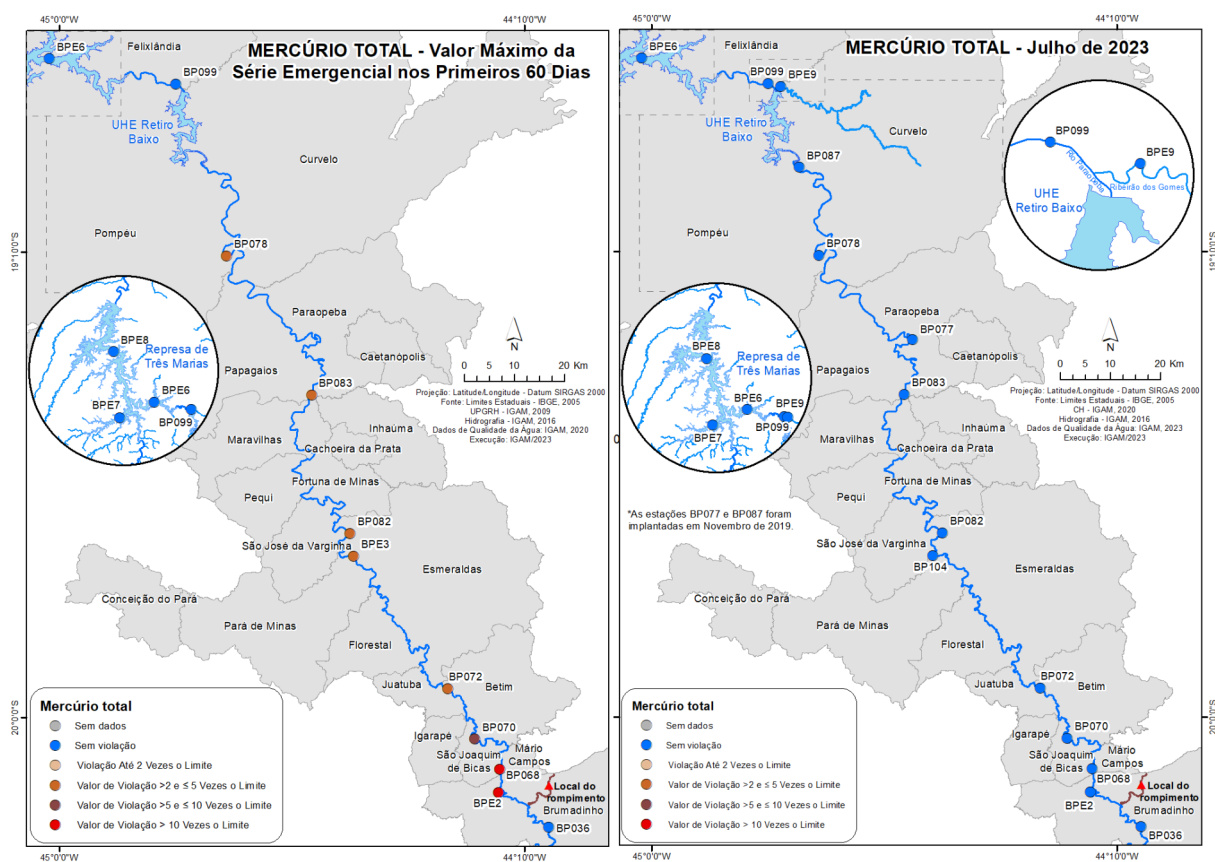 45°0'0"W
44°10'0"W
MERCÚRIO TOTAL - Valor Máximo da
Série Emergencial nos Primeiros 60 Dias
BPE6
Felixlândia
BP099
UHE Retiro
Baixo
Curvelo
Pompéu
19°10'0"S
BP078
Paraopeba
BPE8
Represa de
Três Marias
BPE6
BPE7
BP099
Caetanópolis
N
0 5 10 20 Km
Papagaios
BP083
Projeção: Latitude/Longitude - Datum SIRGAS 2000
Fonte: Limites Estaduais - IBGE, 2005
UPGRH - IGAM, 2009
Hidrografia - IGAM, 2016
Dados de Qualidade da Água: IGAM, 2020
Execução: IGAM/2023
Inhaúma
Maravilhas
Cachoeira da Prata
Fortuna de Minas
Pequi
BP082
São José da Varginha
BPE3
Esmeraldas
Conceição do Pará
Pará de Minas
Florestal
BP072
Juatuba
Betim
20°0'0"S
Igarapé
BP070
São Joaquim
de Bicas
Mário
Campos
BP068
Local do
rompimento
BPE2
Brumadinho
BP036
Mercúrio total
Sem dados
Sem violação
Violação Até 2 Vezes o Limite
Valor de Violação >2 e ≤ 5 Vezes o Limite
Valor de Violação >5 e ≤ 10 Vezes o Limite
Valor de Violação > 10 Vezes o Limite
45°0'0"W
44°10'0"W
45°0'0"W
44°10'0"W
MERCÚRIO TOTAL - Julho de 2023
BPE6
Felixlândia
BP099
BPE9
UHE Retiro
Baixo
Curvelo
BP087
BP099
BPE9
Rio Paraopeba
Ribeirão dos Gomes
UHE
Retiro Baixo
Pompéu
19°10'0"S
BP078
Paraopeba
BP077
BPE8
Represa de
Três Marias
BPE6
BPE9
BPE7
BP099
Caetanópolis
N
0 5 10 20 Km
Papagaios
BP083
Projeção: Latitude/Longitude - Datum SIRGAS 2000
Fonte: Limites Estaduais - IBGE, 2005
CH - IGAM, 2020
Hidrografia - IGAM, 2016
Dados de Qualidade da Água: IGAM, 2023
Execução: IGAM/2023
Inhaúma
Maravilhas
Cachoeira da Prata
Fortuna de Minas
Pequi
*As estações BP077 e BP087 foram
implantadas em Novembro de 2019.
BP082
São José da Varginha
BP104
Esmeraldas
Conceição do Pará
Pará de Minas
Florestal
BP072
Juatuba
Betim
20°0'0"S
Igarapé
BP070
São Joaquim
de Bicas
Mário
Campos
BP068
Local do
rompimento
BPE2
Brumadinho
BP036
Mercúrio total
Sem dados
Sem violação
Violação Até 2 Vezes o Limite
Valor de Violação >2 e ≤ 5 Vezes o Limite
Valor de Violação >5 e ≤ 10 Vezes o Limite
Valor de Violação > 10 Vezes o Limite
45°0'0"W
44°10'0"W